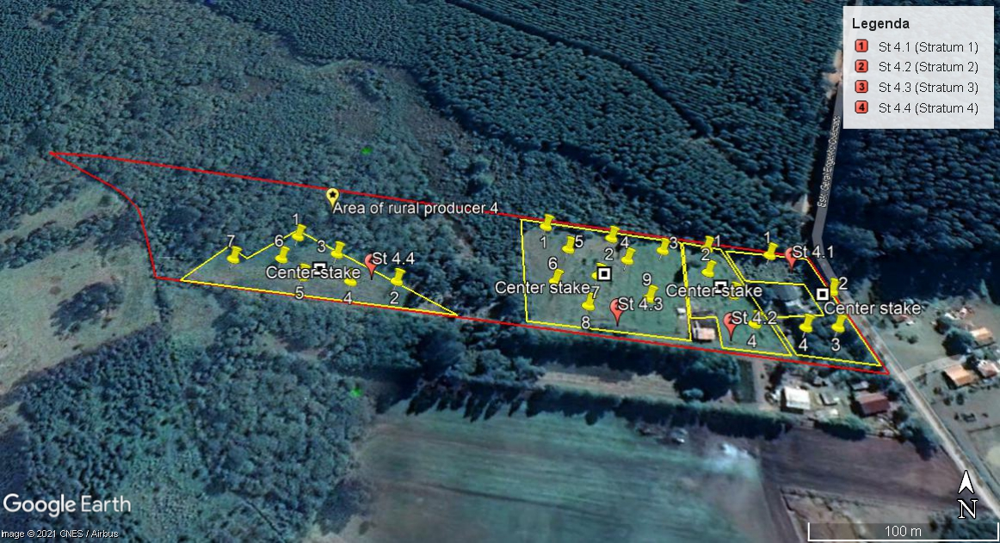 Legenda
1 St 4.1 (Stratum 1)
2 St 4.2 (Stratum 2)
3 St 4.3 (Stratum 3)
4 St 4.4 (Stratum 4)
Area of rural producer 4
1
7 6 3
St 4.4
Center stake
5 4 2
1 5 4 3
6 2
Center stake
7 9
8
St 4.3
1
2
Center stake
St 4.2
4
1
St 4.1
2
Center stake
4 3
Google Earth
Image © 2021 CNES / Airbus
N
100 m